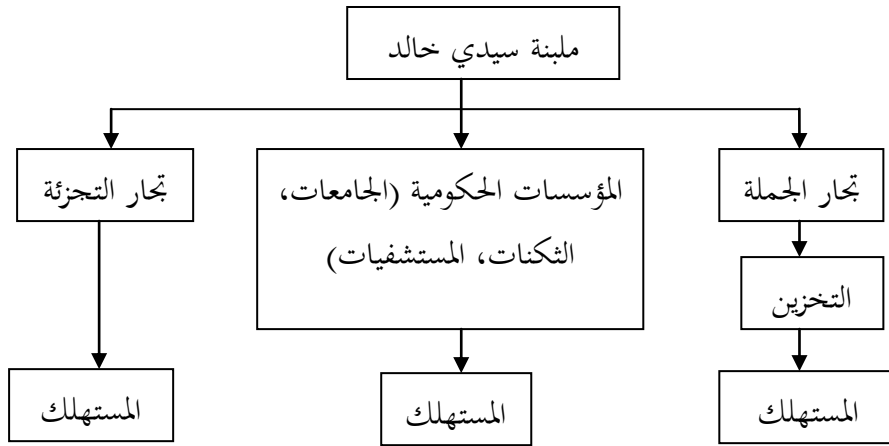 ملبنة سيدي خالد
تجار الجملة
المؤسسات الحكومية (الجامعات،
الثكنات، المستشفيات)
تجار التجزئة
التخزين
المستهلك
المستهلك
المستهلك